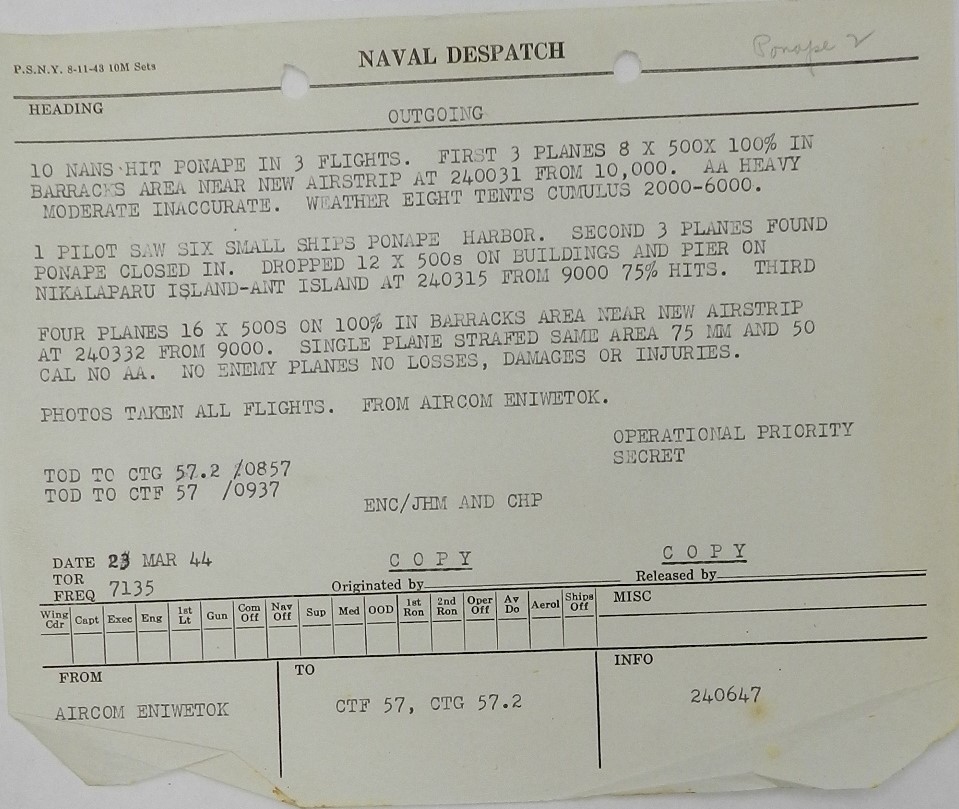 Ponape 2
P.S.N.Y. 8-11-43 10M Sets
NAVAL DESPATCH
HEADING
OUTGOING
10 NANS HIT PONAPE IN 3 FLIGHTS. FIRST 3 PLANES 8 X 500X 100% IN
BARRACKS AREA NEAR NEW AIRSTRIP AT 240031 FROM 10,000. AA HEAVY
MODERATE INACCURATE. WEATHER EIGHT TENTS CUMULUS 2000-6000.
1 PILOT SAW SIX SMALL SHIPS PONAPE HARBOR. SECOND 3 PLANES FOUND
PONAPE CLOSED IN. DROPPED 12 X 500s ON BUILDINGS AND PIER ON
NIKALAPARU ISLAND-ANT ISLAND AT 240315 FROM 9000 75% HITS. THIRD
FOUR PLANES 16 X 500S ON 100% IN BARRACKS AREA NEAR NEW AIRSTRIP
AT 240332 FROM 9000. SINGLE PLANE STRAFED SAME AREA 75 MM AND 50
CAL NO AA. NO ENEMY PLANES NO LOSSES, DAMAGES OR INJURIES.
PHOTOS TAKEN ALL FLIGHTS. FROM AIRCOM ENIWETOK.
OPERATIONAL PRIORITY
SECRET
TOD TO CTG 57.2 /0857
TOD TO CTF 57 /0937
ENC/JHM AND CHP
DATE 23 MAR 44
COPY
COPY
TOR
FREQ 7135
Originated by
Released by
Wing Cdr Capt Exec Eng 1st Lt Gun Com Off Nav Off Sup Med OOD 1st Ron 2nd Ron Oper Off Av Do Aerol Ships Off MISC
FROM
TO
INFO
AIRCOM ENIWETOK
CTF 57, CTG 57.2
240647